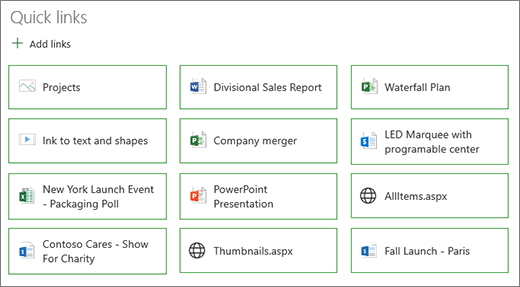 Quick links
+ Add links
Projects
Divisional Sales Report
Waterfall Plan
Ink to text and shapes
Company merger
LED Marquee with
programable center
New York Launch Event
- Packaging Poll
PowerPoint
Presentation
AllItems.aspx
Contoso Cares - Show
For Charity
Thumbnails.aspx
Fall Launch - Paris